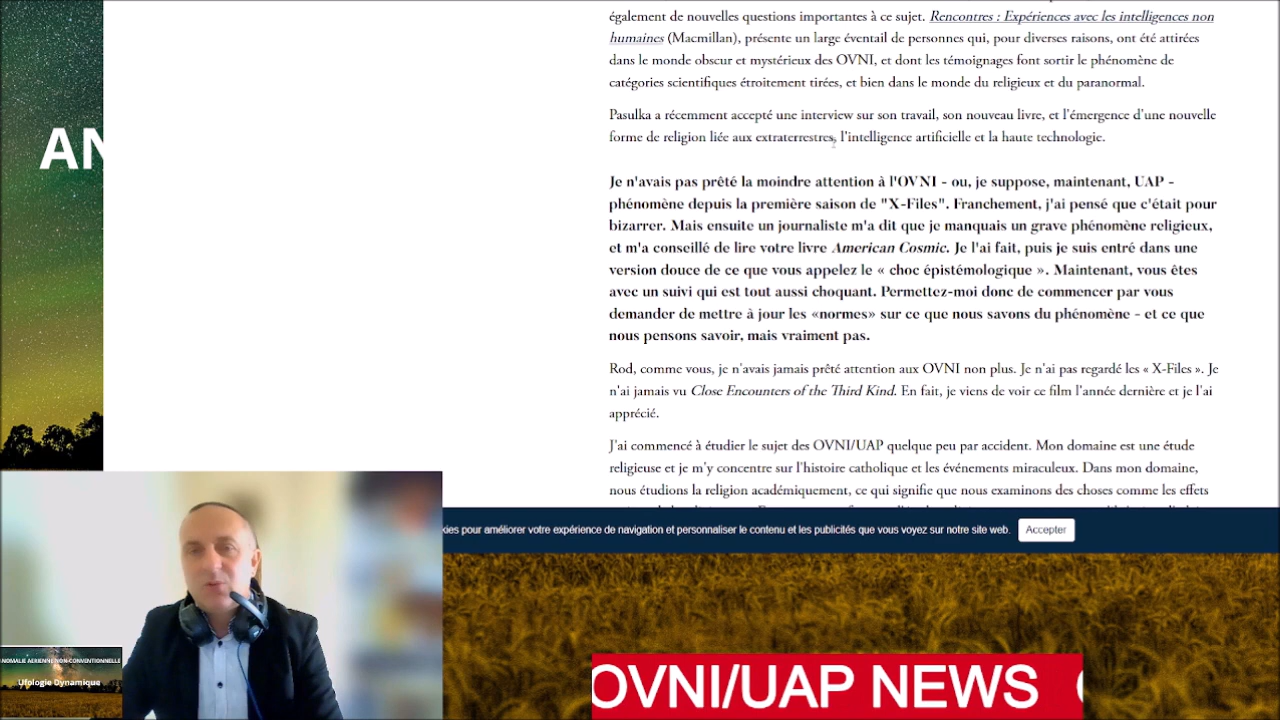 également de nouvelles questions importantes à ce sujet. Rencontres : Expériences avec les intelligences non
humaines (Macmillan), présente un large éventail de personnes qui, pour diverses raisons, ont été attirées
dans le monde obscur et mystérieux des OVNI, et dont les témoignages font sortir le phénomène de
catégories scientifiques étroitement tirées, et bien dans le monde du religieux et du paranormal.
Pasulka a récemment accepté une interview sur son travail, son nouveau livre, et l'émergence d'une nouvelle
forme de religion liée aux extraterrestres, l'intelligence artificielle et la haute technologie.
AN
Je n'avais pas prêté la moindre attention à l'OVNI - ou, je suppose, maintenant, UAP -
phénomène depuis la première saison de "X-Files". Franchement, j'ai pensé que c'était pour
bizarrer. Mais ensuite un journaliste m'a dit que je manquais un grave phénomène religieux,
et m'a conseillé de lire votre livre American Cosmic. Je l'ai fait, puis je suis entré dans une
version douce de ce que vous appelez le « choc épistémologique ». Maintenant, vous êtes
avec un suivi qui est tout aussi choquant. Permettez-moi donc de commencer par vous
demander de mettre à jour les «normes» sur ce que nous savons du phénomène - et ce que
nous pensons savoir, mais vraiment pas.
Rod, comme vous, je n'avais jamais prêté attention aux OVNI non plus. Je n'ai pas regardé les « X-Files ». Je
n'ai jamais vu Close Encounters of the Third Kind. En fait, je viens de voir ce film l'année dernière et je l'ai
apprécié.
J'ai commencé à étudier le sujet des OVNI/UAP quelque peu par accident. Mon domaine est une étude
religieuse et je m'y concentre sur l'histoire catholique et les événements miraculeux. Dans mon domaine,
nous étudions la religion académiquement, ce qui signifie que nous examinons des choses comme les effets
kies pour améliorer votre expérience de navigation et personnaliser le contenu et les publicités que vous voyez sur notre site web.
Accepter
ANOMALIE AERIENNE NON-CONVENTIONNELLE
Ufologie Dynamique
OVNI/UAP NEWS